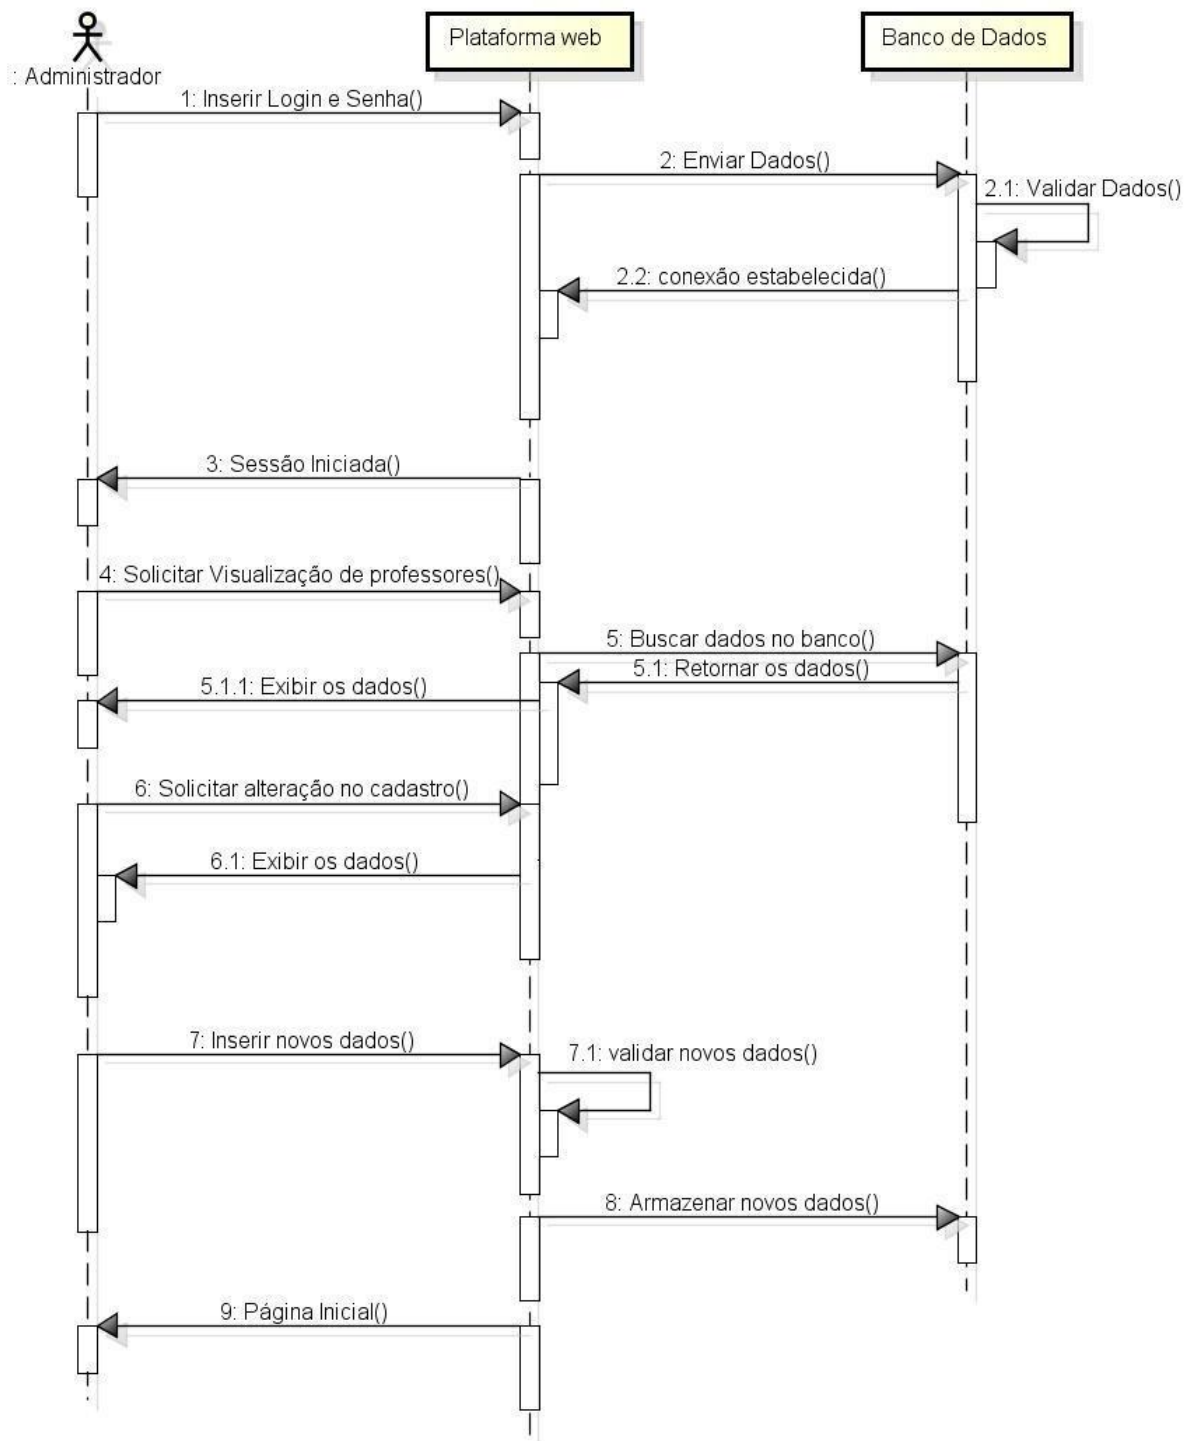 : Administrador
Plataforma web
Banco de Dados
1: Inserir Login e Senha()
2: Enviar Dados()
2.1: Validar Dados()
2.2: conexão estabelecida()
3: Sessão Iniciada()
4: Solicitar Visualização de professores()
5: Buscar dados no banco()
5.1: Retornar os dados()
5.1.1: Exibir os dados()
6: Solicitar alteração no cadastro()
6.1: Exibir os dados()
7: Inserir novos dados()
7.1: validar novos dados()
8: Armazenar novos dados()
9: Página Inicial()